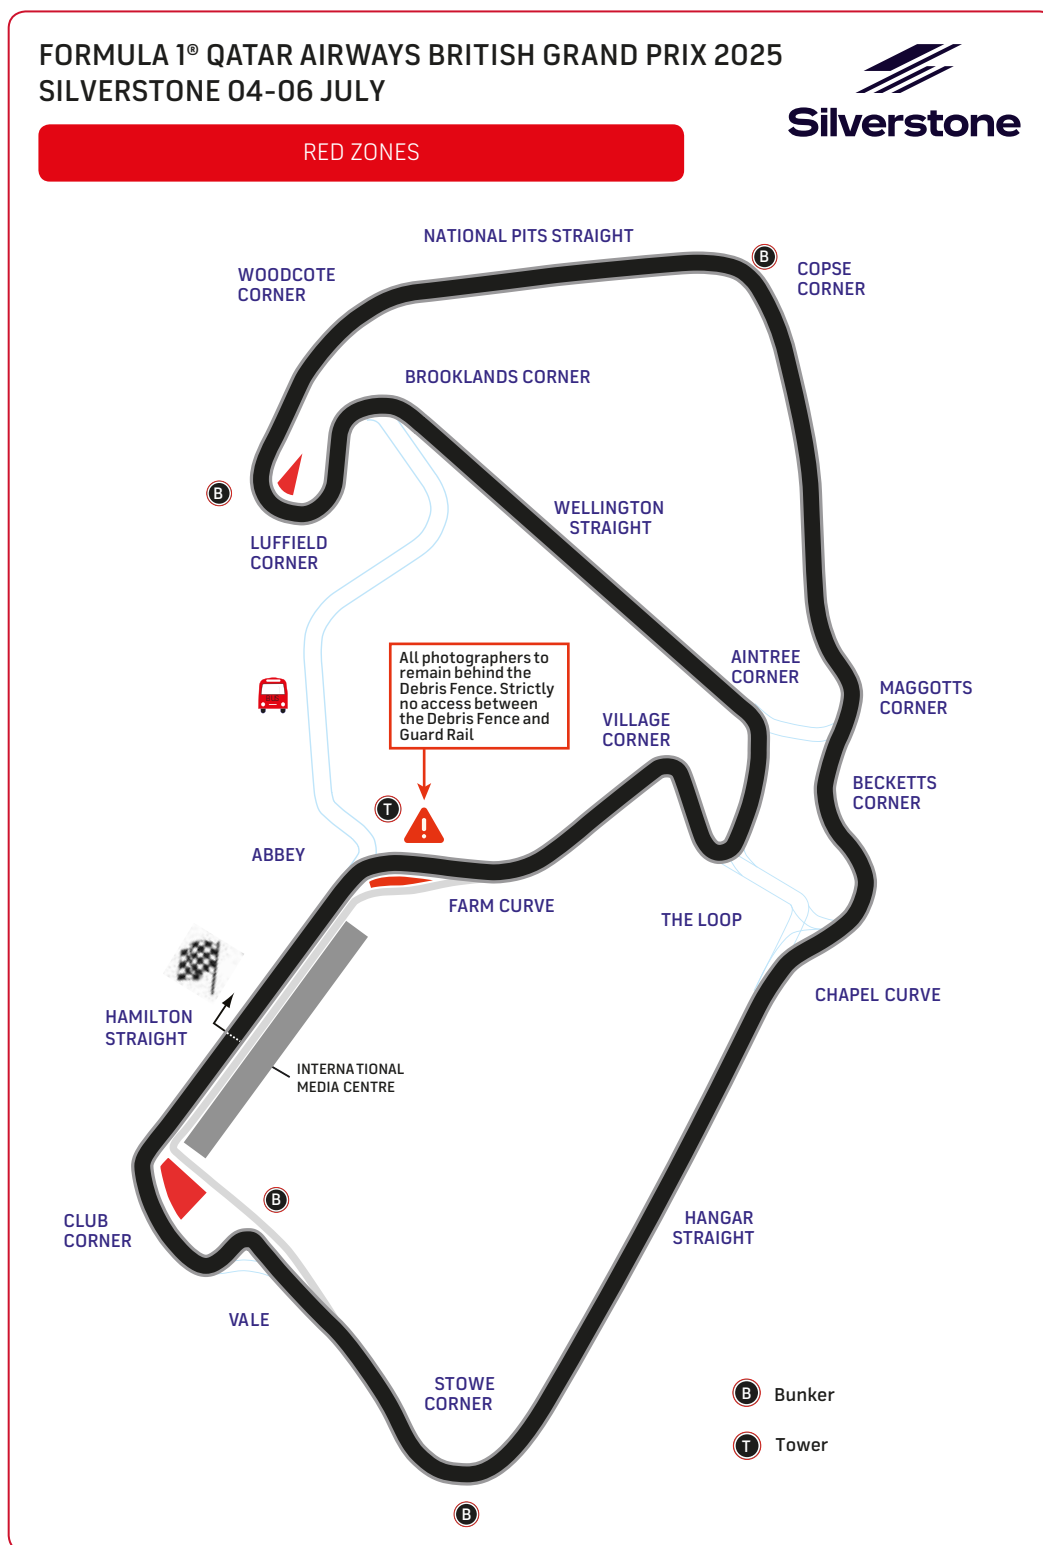 FORMULA 1® QATAR AIRWAYS BRITISH GRAND PRIX 2025
SILVERSTONE 04-06 JULY
Silverstone
RED ZONES
NATIONAL PITS STRAIGHT
B
COPSE
CORNER
WOODCOTE
CORNER
BROOKLANDS CORNER
B
WELLINGTON
STRAIGHT
LUFFIELD
CORNER
All photographers to
remain behind the
Debris Fence. Strictly
no access between
the Debris Fence and
Guard Rail
AINTREE
CORNER
MAGGOTTS
CORNER
VILLAGE
CORNER
BECKETTS
CORNER
T
!
ABBEY
FARM CURVE
THE LOOP
CHAPEL CURVE
HAMILTON
STRAIGHT
INTERNATIONAL
MEDIA CENTRE
B
CLUB
CORNER
HANGAR
STRAIGHT
VALE
STOWE
CORNER
B Bunker
T Tower
B